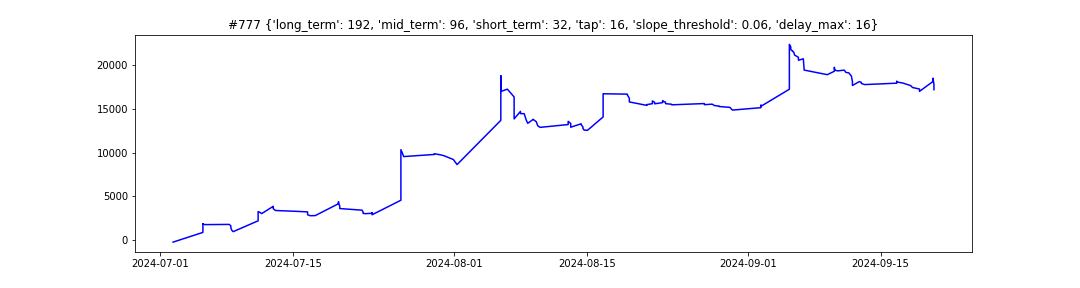 #777 {'long_term': 192, 'mid_term': 96, 'short_term': 32, 'tap': 16, 'slope_threshold': 0.06, 'delay_max': 16}
20000
15000
10000
5000
0
2024-07-01 2024-07-15 2024-08-01 2024-08-15 2024-09-01 2024-09-15